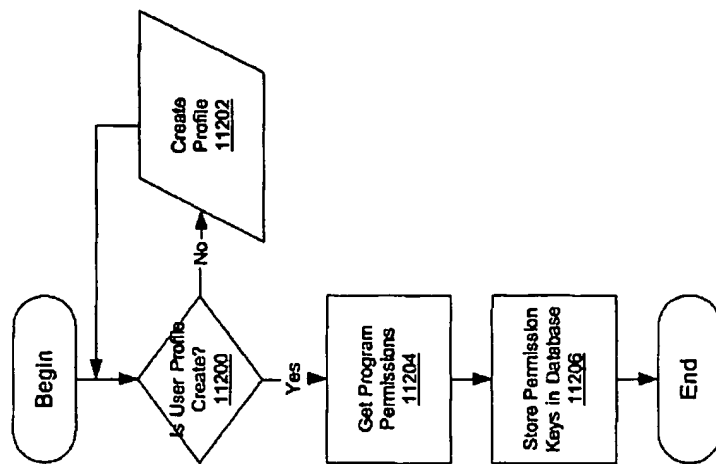 Begin
Is User Profile
Create?
11200
No
Create
Profile
11202
Yes
Get Program
Permissions
11204
Store Permission
Keys in Database
11206
End